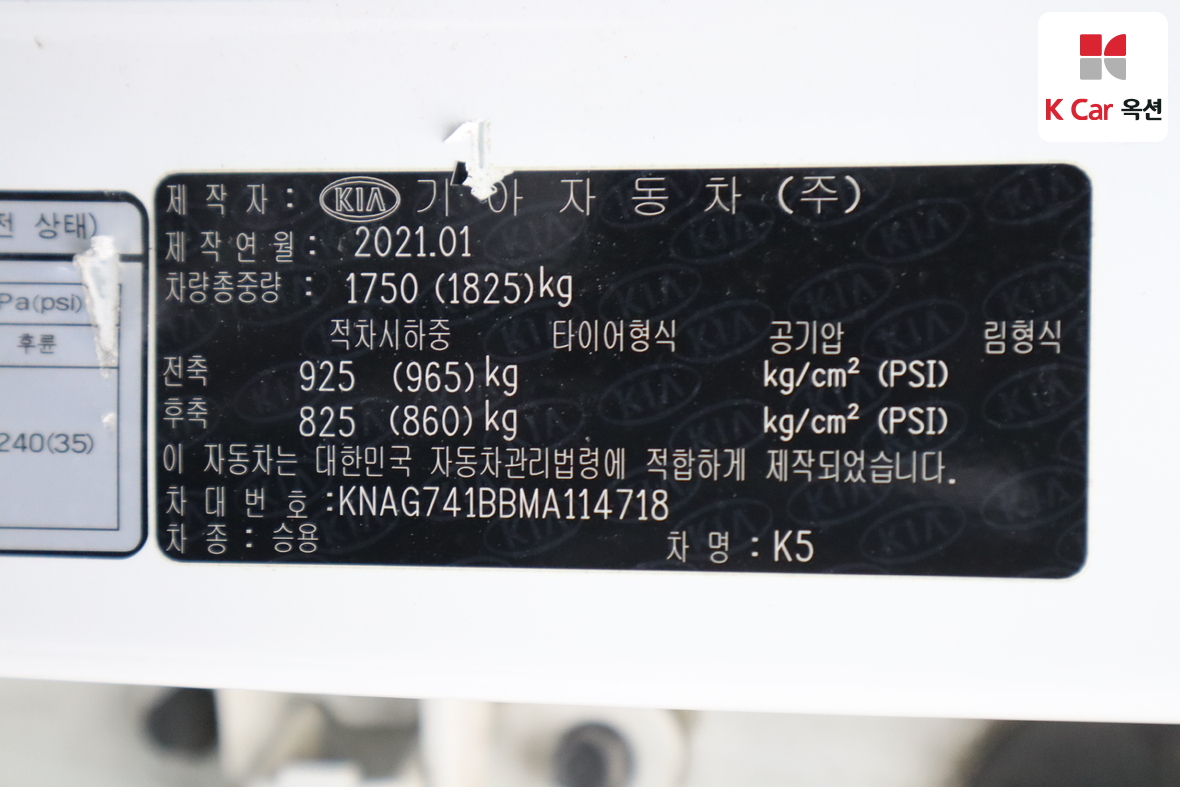 K Car 옥션
전 상태)
Pa(psi)
후륜
240(35)
제 작 자 : KIA 기 아 자 동 차 (주)
제 작 연 월 : 2021.01
차량총중량 : 1750 (1825)kg
적차시하중 타이어형식 공기압 림형식
전축 925 (965) kg kg/cm² (PSI)
후축 825 (860) kg kg/cm² (PSI)
이 자동차는 대한민국 자동차관리법령에 적합하게 제작되었습니다.
차 대 번 호 :KNAG741BBMA114718
차 종 : 승용 차 명 : K5